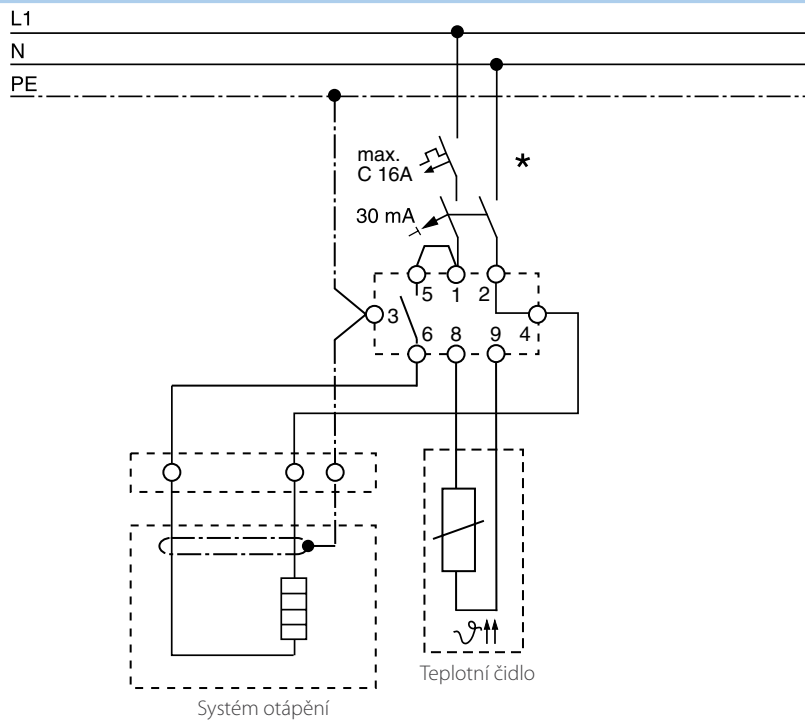 L1
N
PE
max.
C 16A
*
30 mA
5 1 2
3
6 8 9 4
ϑ
Teplotní čidlo
Systém otápění